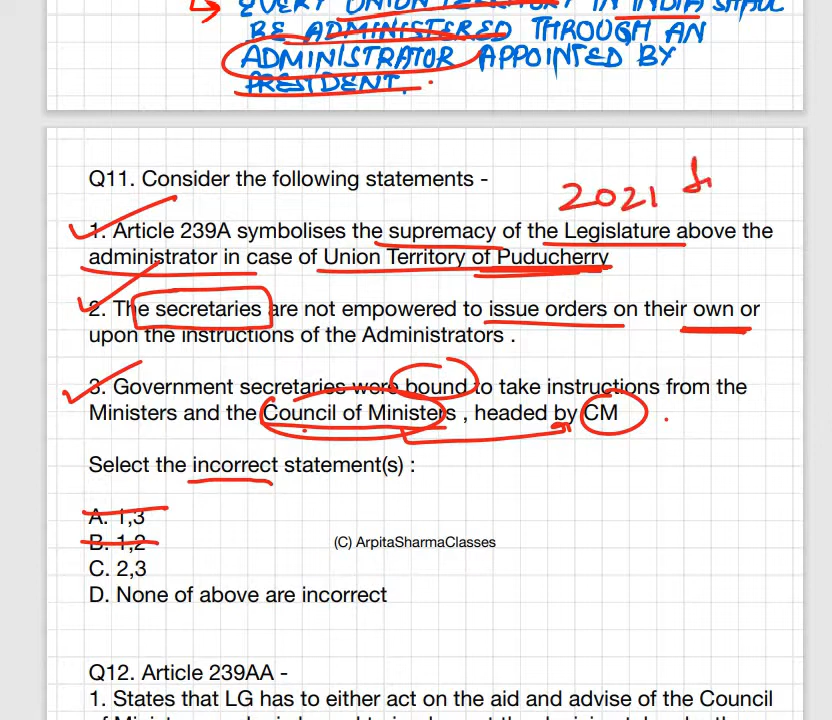 EVERY UNION TERRITORY IN INDIA SHALL
BE ADMINISTERED THROUGH AN
ADMINISTRATOR APPOINTED BY
PRESIDENT.
Q11. Consider the following statements -
2021
1. Article 239A symbolises the supremacy of the Legislature above the
administrator in case of Union Territory of Puducherry
2. The secretaries are not empowered to issue orders on their own or
upon the instructions of the Administrators .
3. Government secretaries were bound to take instructions from the
Ministers and the Council of Ministers , headed by CM
Select the incorrect statement(s) :
A. 1,3
B. 1,2
(C) ArpitaSharmaClasses
C. 2,3
D. None of above are incorrect
Q12. Article 239AA -
1. States that LG has to either act on the aid and advise of the Council